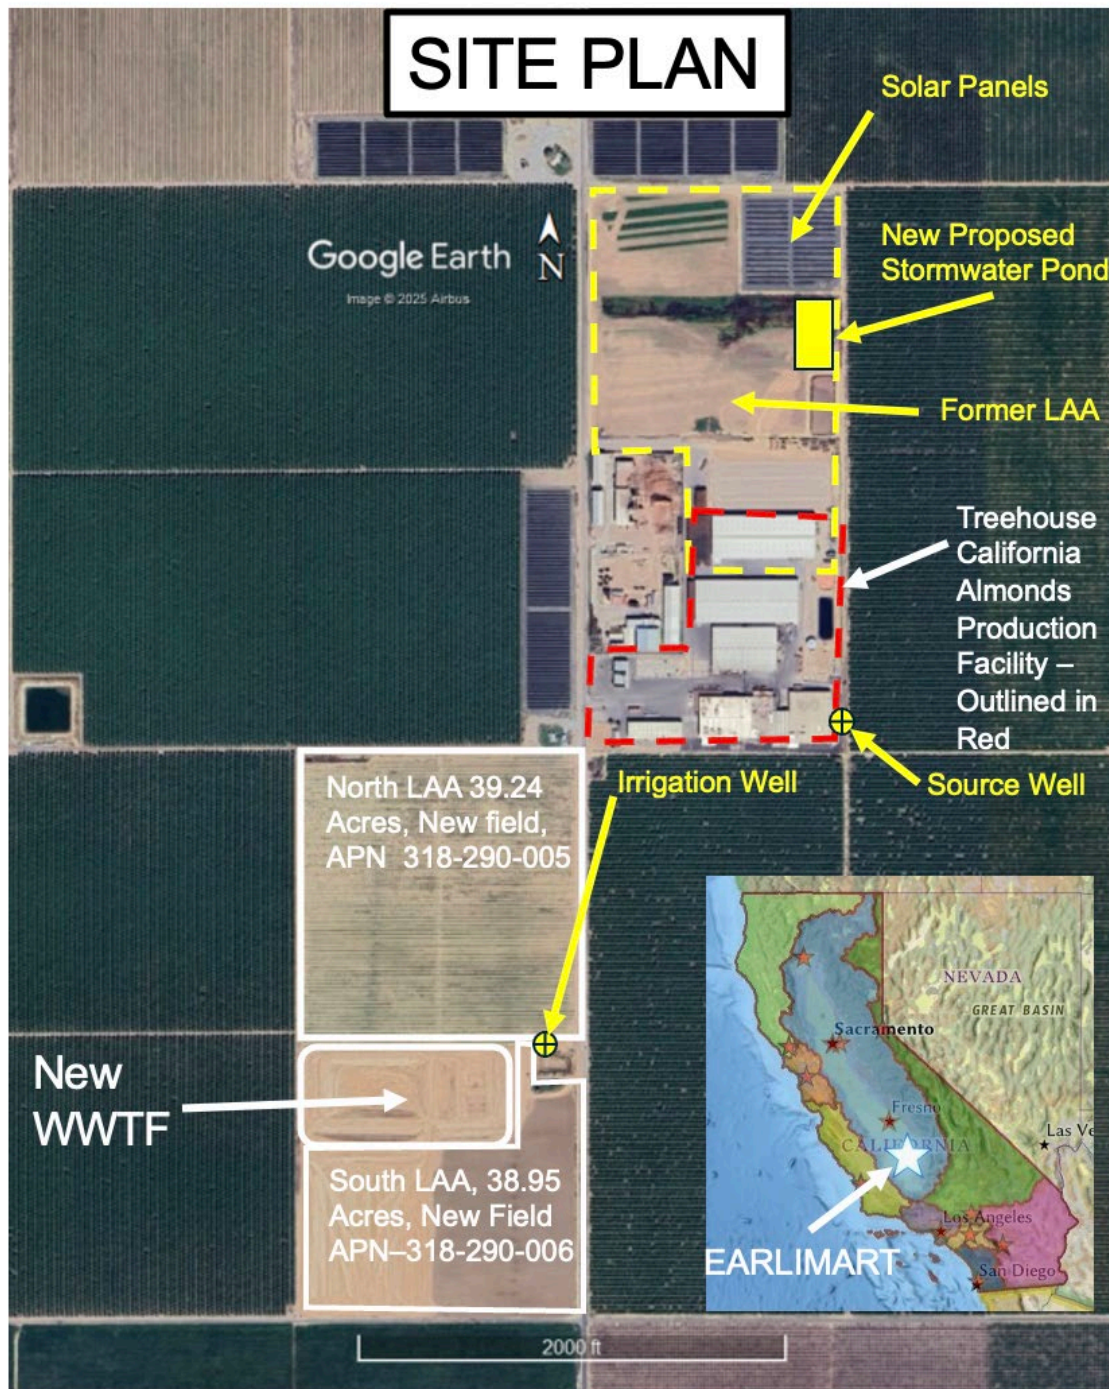 SITE PLAN
Solar Panels
New Proposed
Stormwater Pond
Google Earth
N
Image © 2025 Airbus
Former LAA
Treehouse
California
Almonds
Production
Facility –
Outlined in
Red
Irrigation Well
Source Well
North LAA 39.24
Acres, New field,
APN 318-290-005
New
WWTF
South LAA, 38.95
Acres, New Field
APN–318-290-006
NEVADA
GREAT BASIN
Sacramento
Fresno
CALIFORNIA
Las Ve
Los Angeles
EARLIMART
San Diego
2000 ft